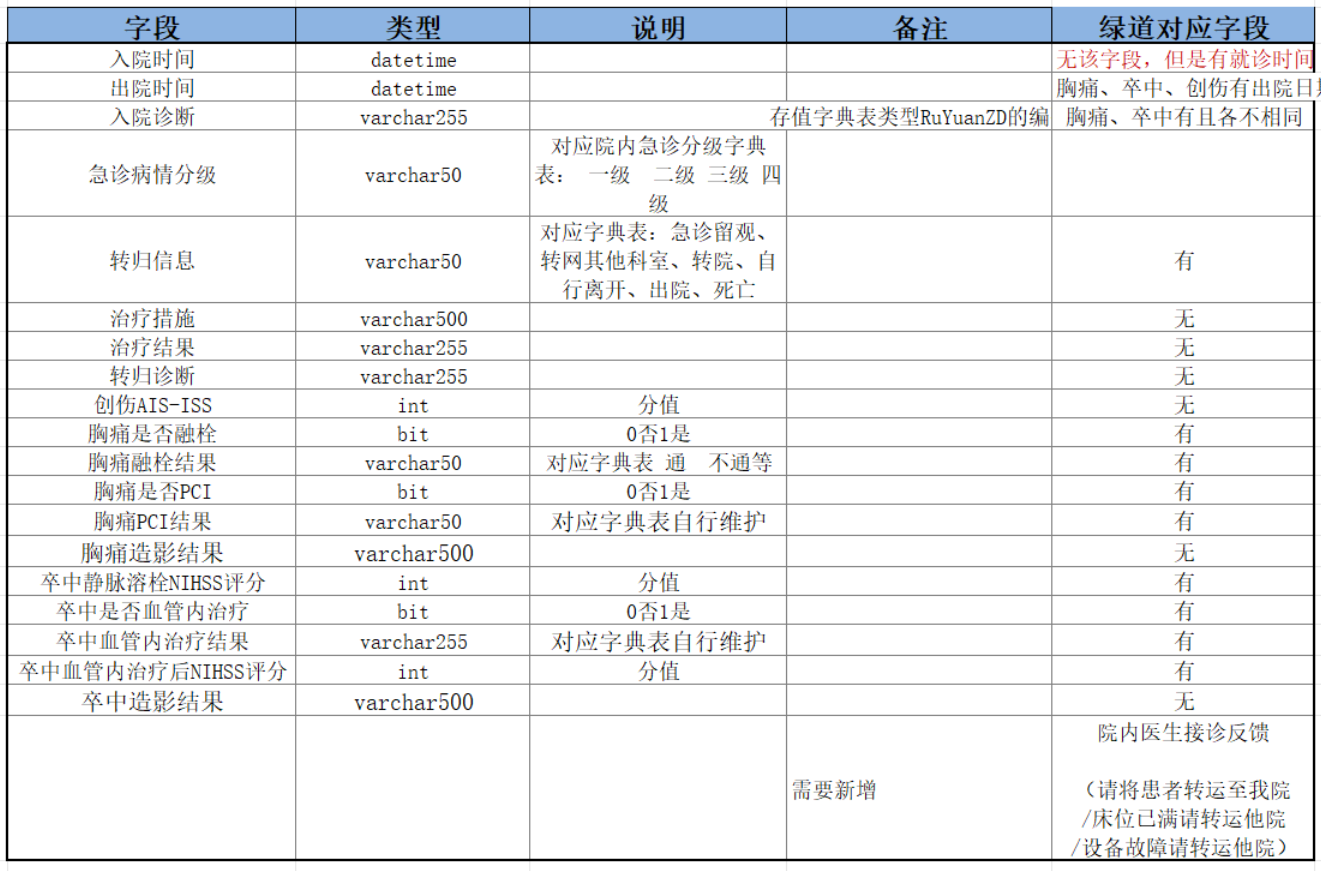 字段 类型 说明 备注 绿道对应字段
入院时间 datetime 无该字段，但是有就诊时间
出院时间 datetime 胸痛、卒中、创伤有出院日
入院诊断 varchar255 存值字典表类型RuYuanZD的编 胸痛、卒中有且各不相同
急诊病情分级 varchar50 对应院内急诊分级字典
表： 一级 二级 三级 四
级
转归信息 varchar50 对应字典表：急诊留观、
转网其他科室、转院、自
行离开、出院、死亡 有
治疗措施 varchar500 无
治疗结果 varchar255 无
转归诊断 varchar255 无
创伤AIS-ISS int 分值 无
胸痛是否融栓 bit 0否1是 有
胸痛融栓结果 varchar50 对应字典表 通 不通等 有
胸痛是否PCI bit 0否1是 有
胸痛PCI结果 varchar50 对应字典表自行维护 有
胸痛造影结果 varchar500 无
卒中静脉溶栓NIHSS评分 int 分值 有
卒中是否血管内治疗 bit 0否1是 有
卒中血管内治疗结果 varchar255 对应字典表自行维护 有
卒中血管内治疗后NIHSS评分 int 分值 有
卒中造影结果 varchar500 无
院内医生接诊反馈
需要新增 （请将患者转运至我院
/床位已满请转运他院
/设备故障请转运他院）